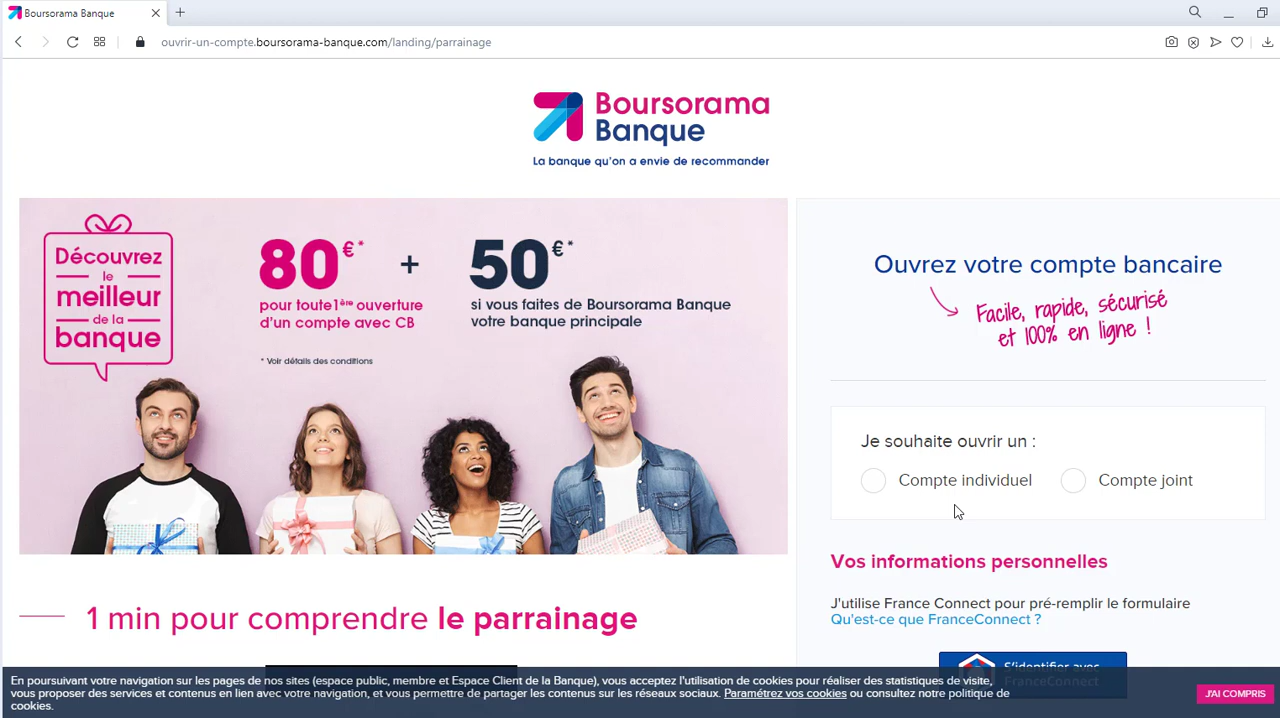 Boursorama Banque
ouvrir-un-compte.boursorama-banque.com/landing/parrainage
Boursorama
Banque
La banque qu'on a envie de recommander
Découvrez
le
meilleur
de la
banque
80€* + 50€*
pour toute 1ère ouverture
d'un compte avec CB
si vous faites de Boursorama Banque
votre banque principale
* Voir détails des conditions
1 min pour comprendre le parrainage
Ouvrez votre compte bancaire
Facile, rapide, sécurisé
et 100% en ligne !
Je souhaite ouvrir un :
Compte individuel
Compte joint
Vos informations personnelles
J'utilise France Connect pour pré-remplir le formulaire
Qu'est-ce que FranceConnect ?
S'identifier avec
FranceConnect
En poursuivant votre navigation sur les pages de nos sites (espace public, membre et Espace Client de la Banque), vous acceptez l'utilisation de cookies pour réaliser des statistiques de visite,
vous proposer des services et contenus en lien avec votre navigation, et vous permettre de partager les contenus sur les réseaux sociaux. Paramétrez vos cookies ou consultez notre politique de
cookies.
J'AI COMPRIS